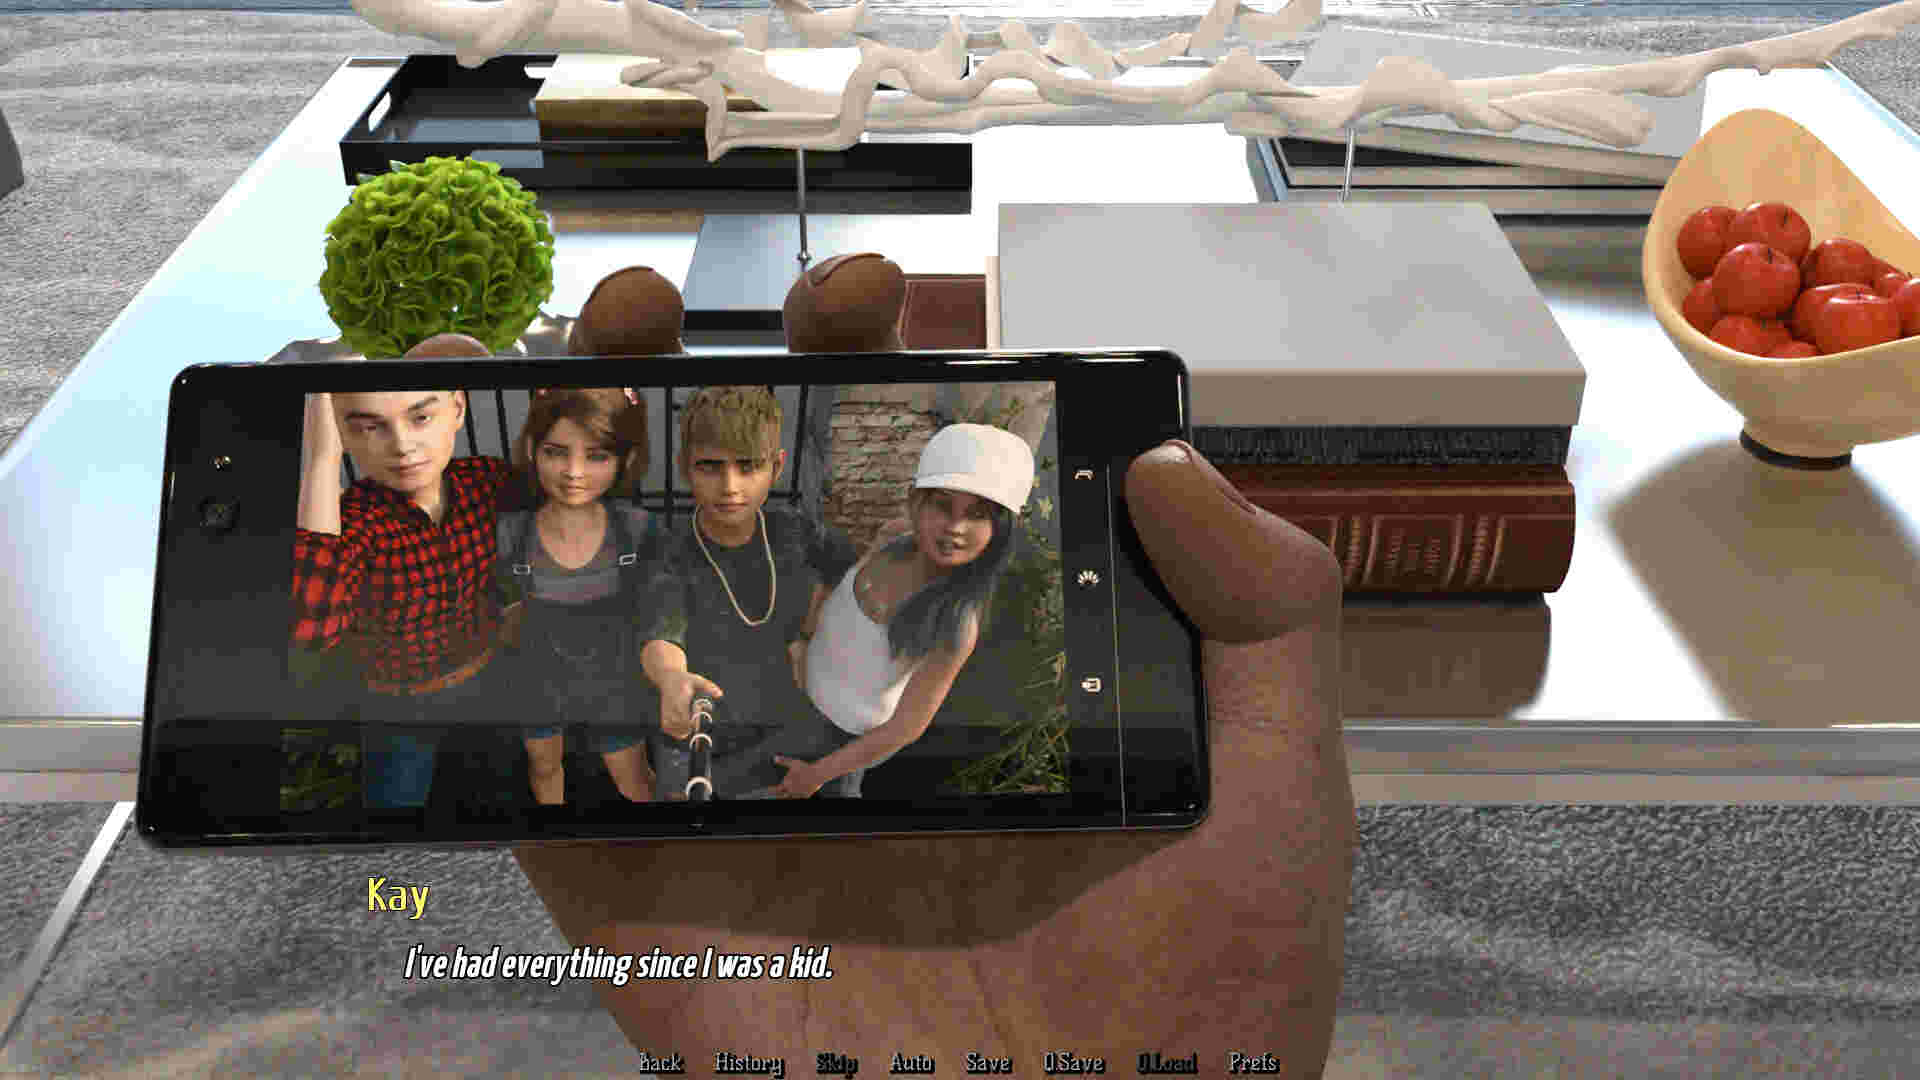 Kay
I've had everything since I was a kid.
Back History Skip Auto Save Q.Save Q.Load Prefs